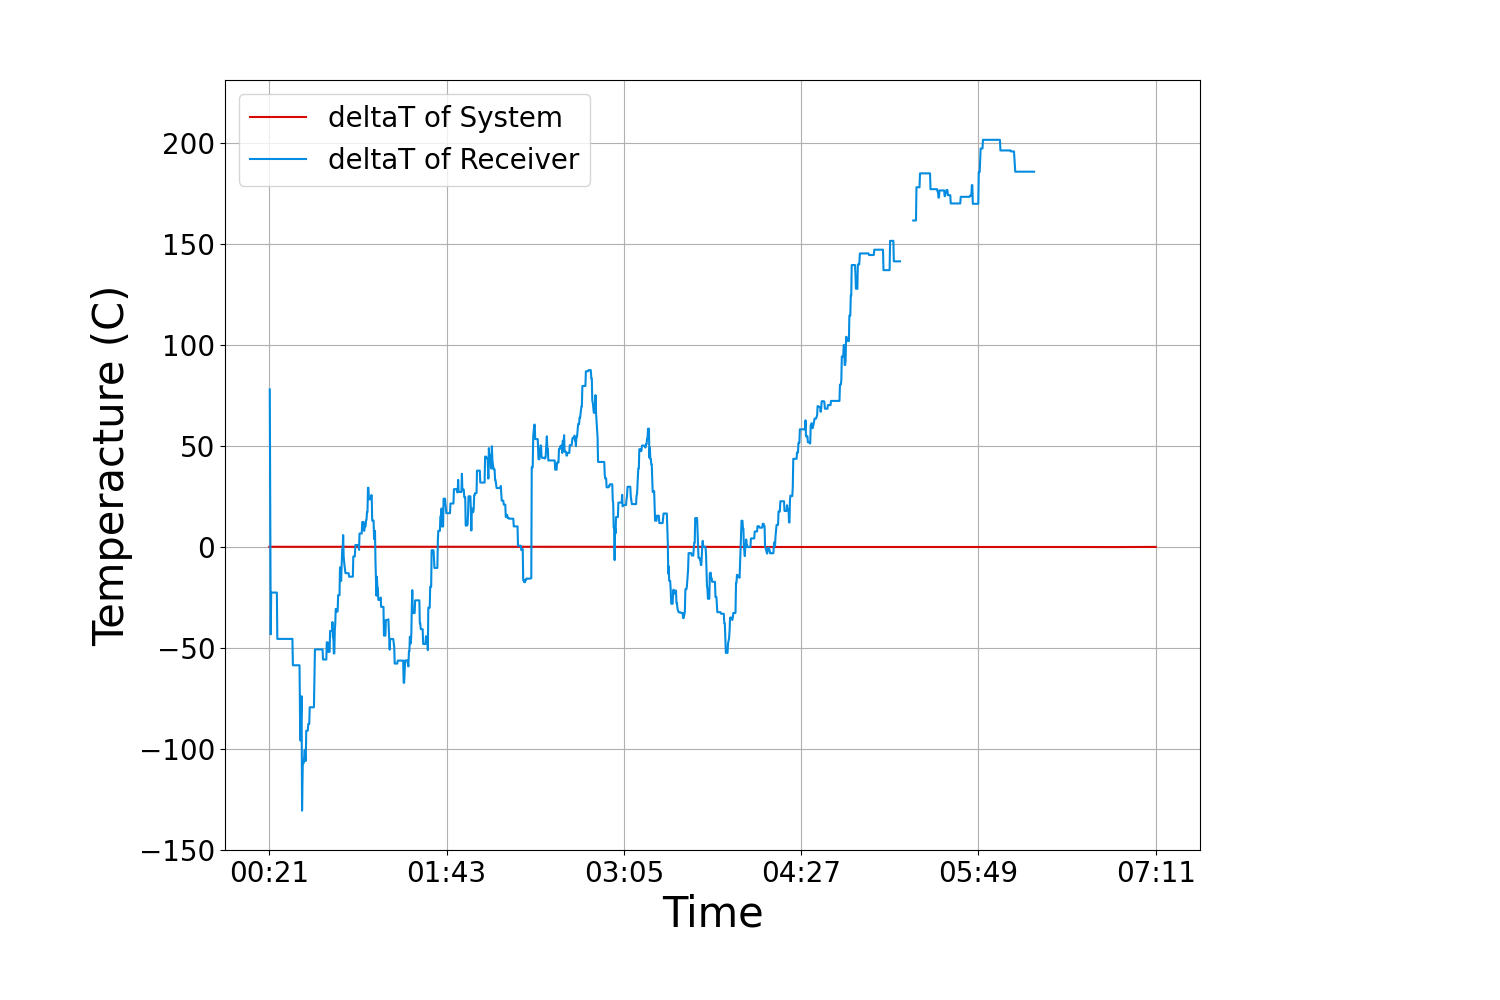 deltaT of System
deltaT of Receiver
200
150
100
50
0
−50
−100
−150
Temperacture (C)
00:21 01:43 03:05 04:27 05:49 07:11
Time